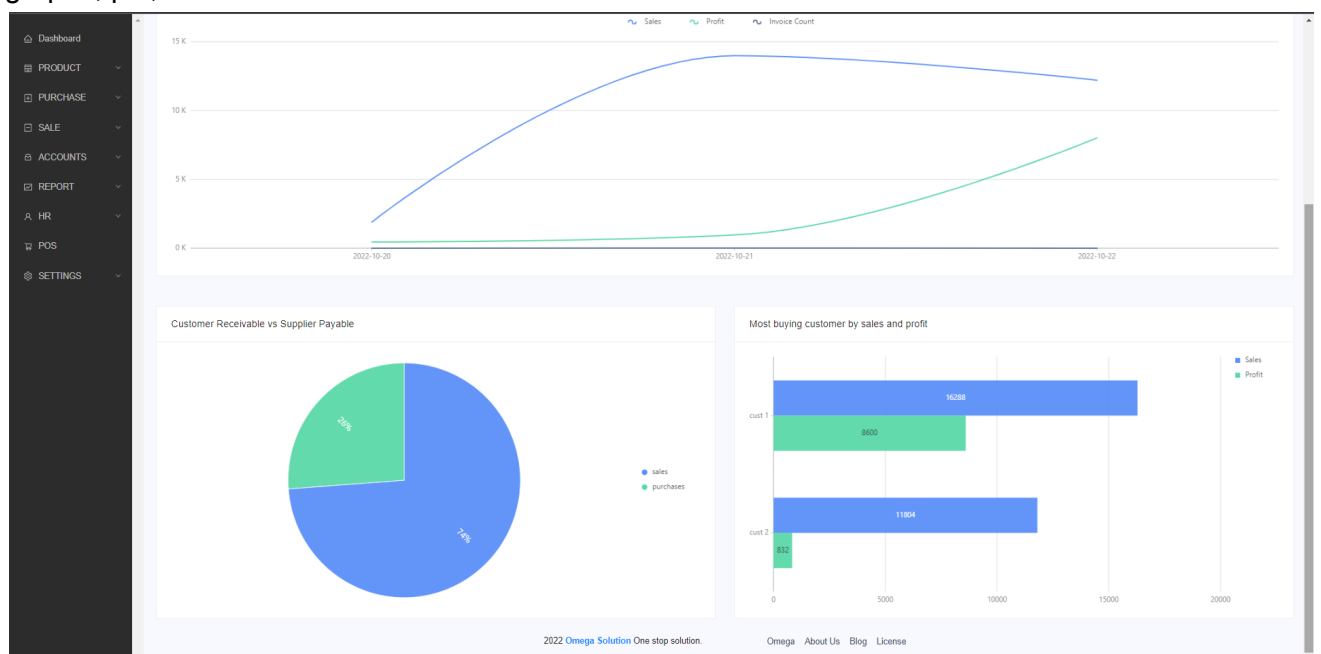 Sales Profit Invoice Count
15 K
10 K
5 K
0 K
2022-10-20 2022-10-21 2022-10-22
Dashboard
PRODUCT
PURCHASE
SALE
ACCOUNTS
REPORT
HR
POS
SETTINGS
Customer Receivable vs Supplier Payable
26%
74%
sales
purchases
Most buying customer by sales and profit
Sales
Profit
cust 1
16288
8600
cust 2
11804
832
0 5000 10000 15000 20000
2022 Omega Solution One stop solution.
Omega About Us Blog License